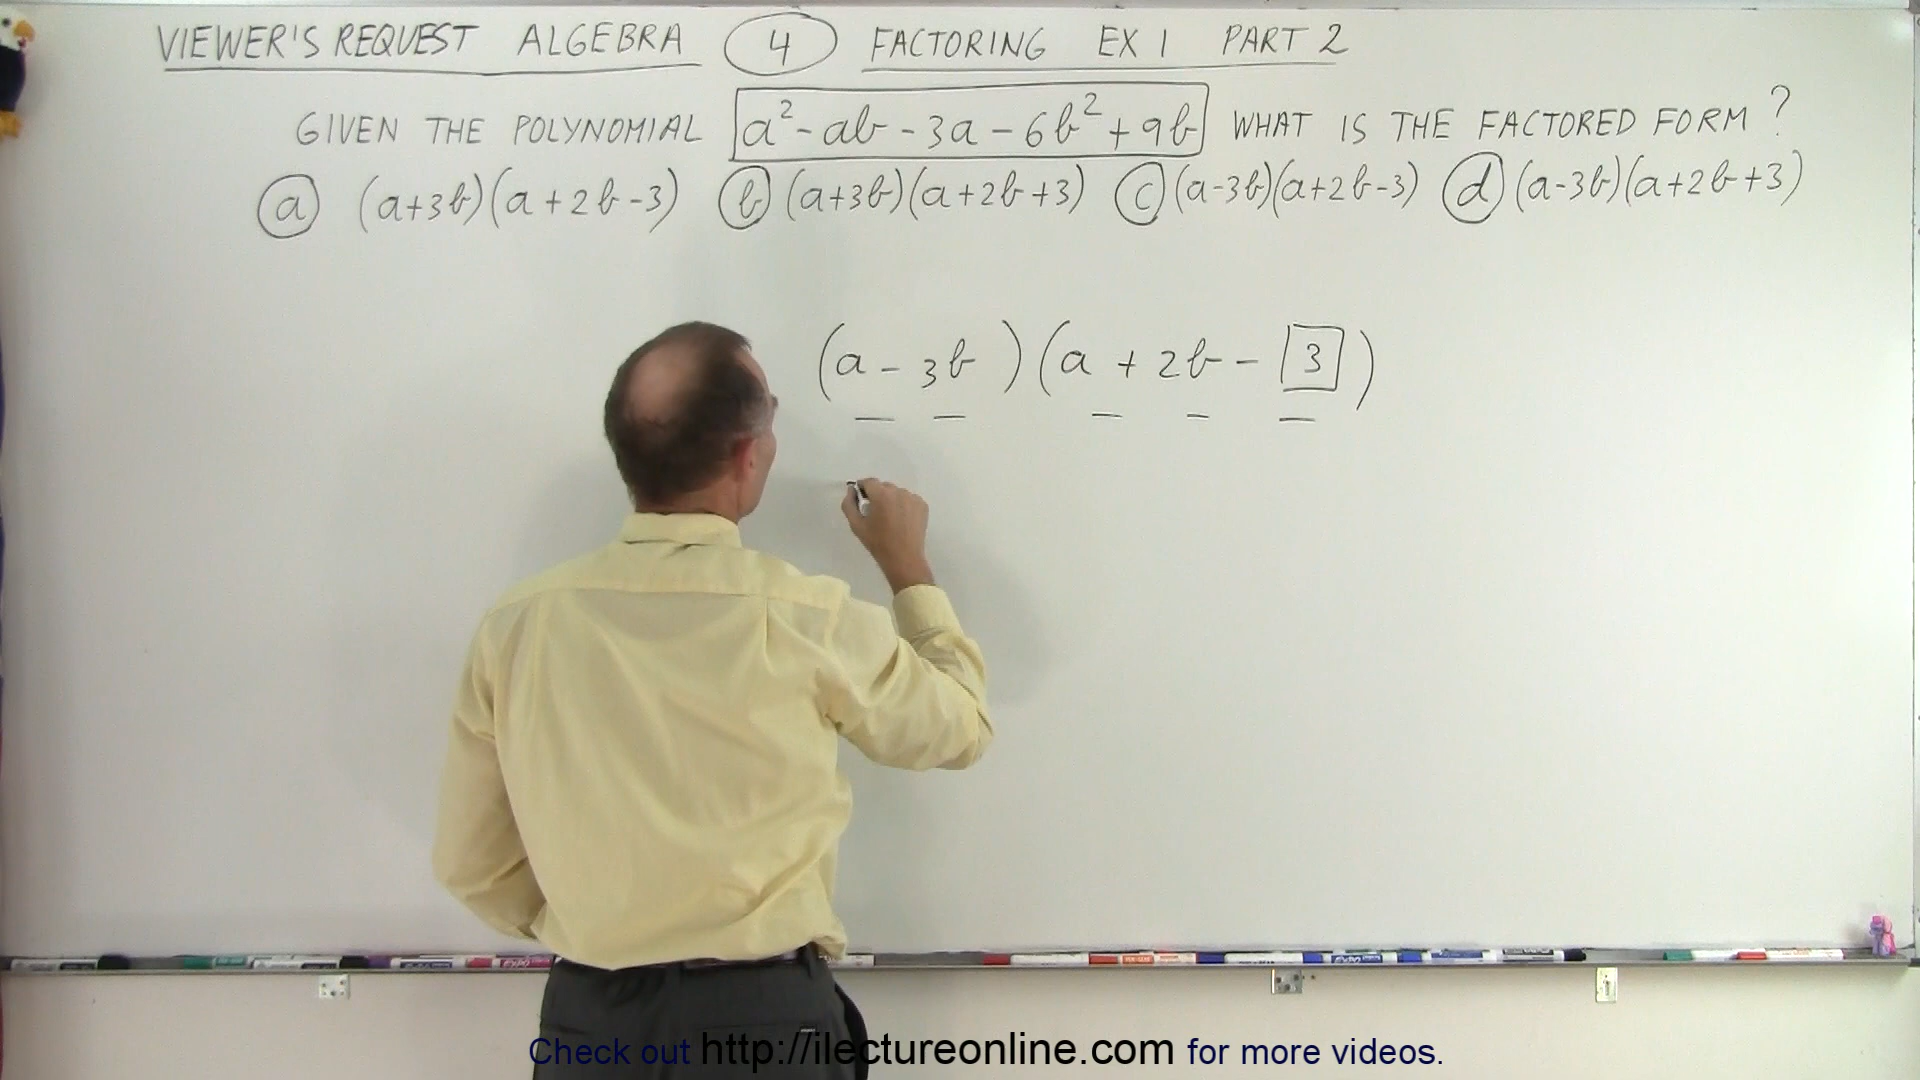 VIEWER'S REQUEST ALGEBRA 4 FACTORING EX 1 PART 2
GIVEN THE POLYNOMIAL a² - ab - 3a - 6b² + 9b WHAT IS THE FACTORED FORM?
a (a+3b)(a+2b-3) b (a+3b)(a+2b+3) c (a-3b)(a+2b-3) d (a-3b)(a+2b+3)
(a - 3b) (a + 2b - 3)
Check out http://ilectureonline.com for more videos.